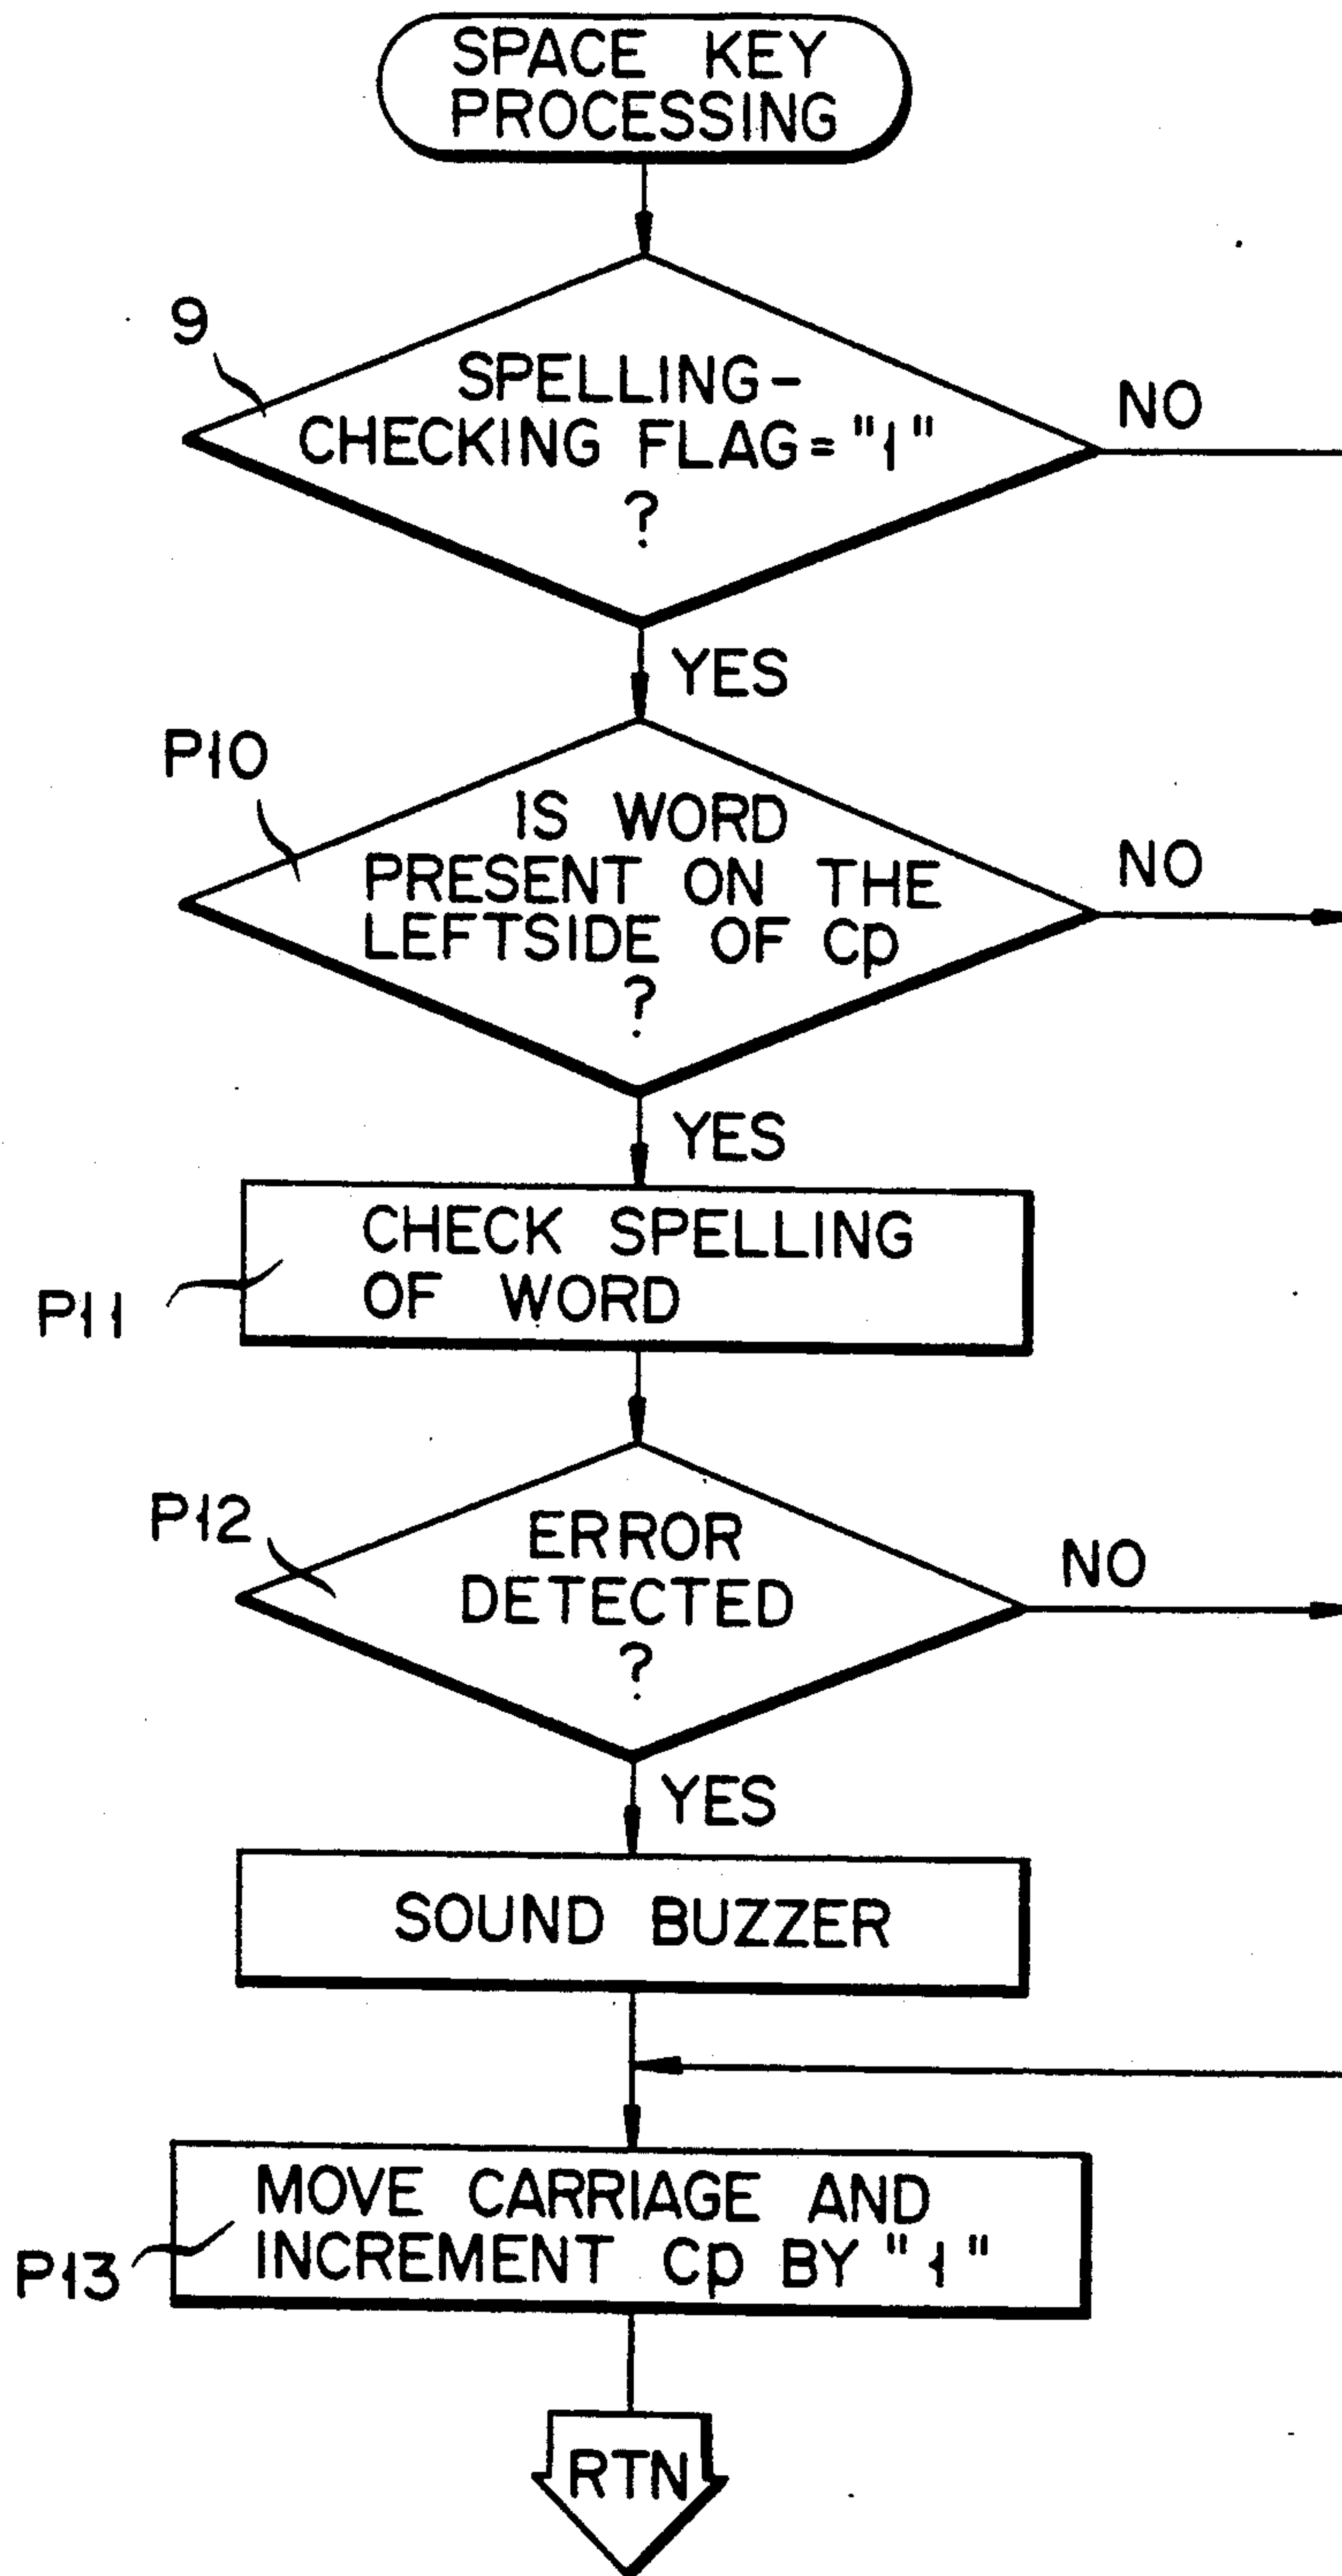 SPACE KEY
PROCESSING
9
SPELLING-
CHECKING FLAG="1"
?
NO
YES
P10
IS WORD
PRESENT ON THE
LEFTSIDE OF Cp
?
NO
YES
P11
CHECK SPELLING
OF WORD
P12
ERROR
DETECTED
?
NO
YES
SOUND BUZZER
P13
MOVE CARRIAGE AND
INCREMENT Cp BY "1"
RTN